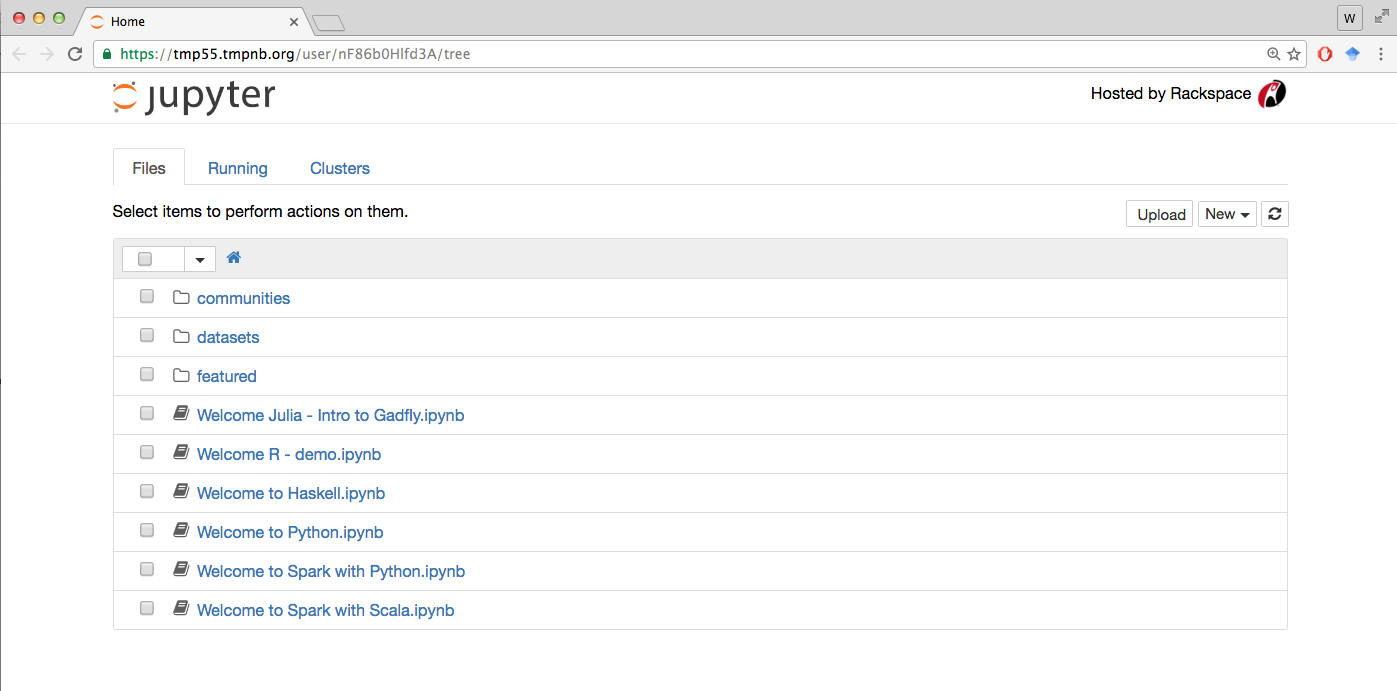 Home
W
https://tmp55.tmpnb.org/user/nF86b0Hlfd3A/tree
jupyter
Hosted by Rackspace
Files Running Clusters
Select items to perform actions on them.
Upload New
communities
datasets
featured
Welcome Julia - Intro to Gadfly.ipynb
Welcome R - demo.ipynb
Welcome to Haskell.ipynb
Welcome to Python.ipynb
Welcome to Spark with Python.ipynb
Welcome to Spark with Scala.ipynb